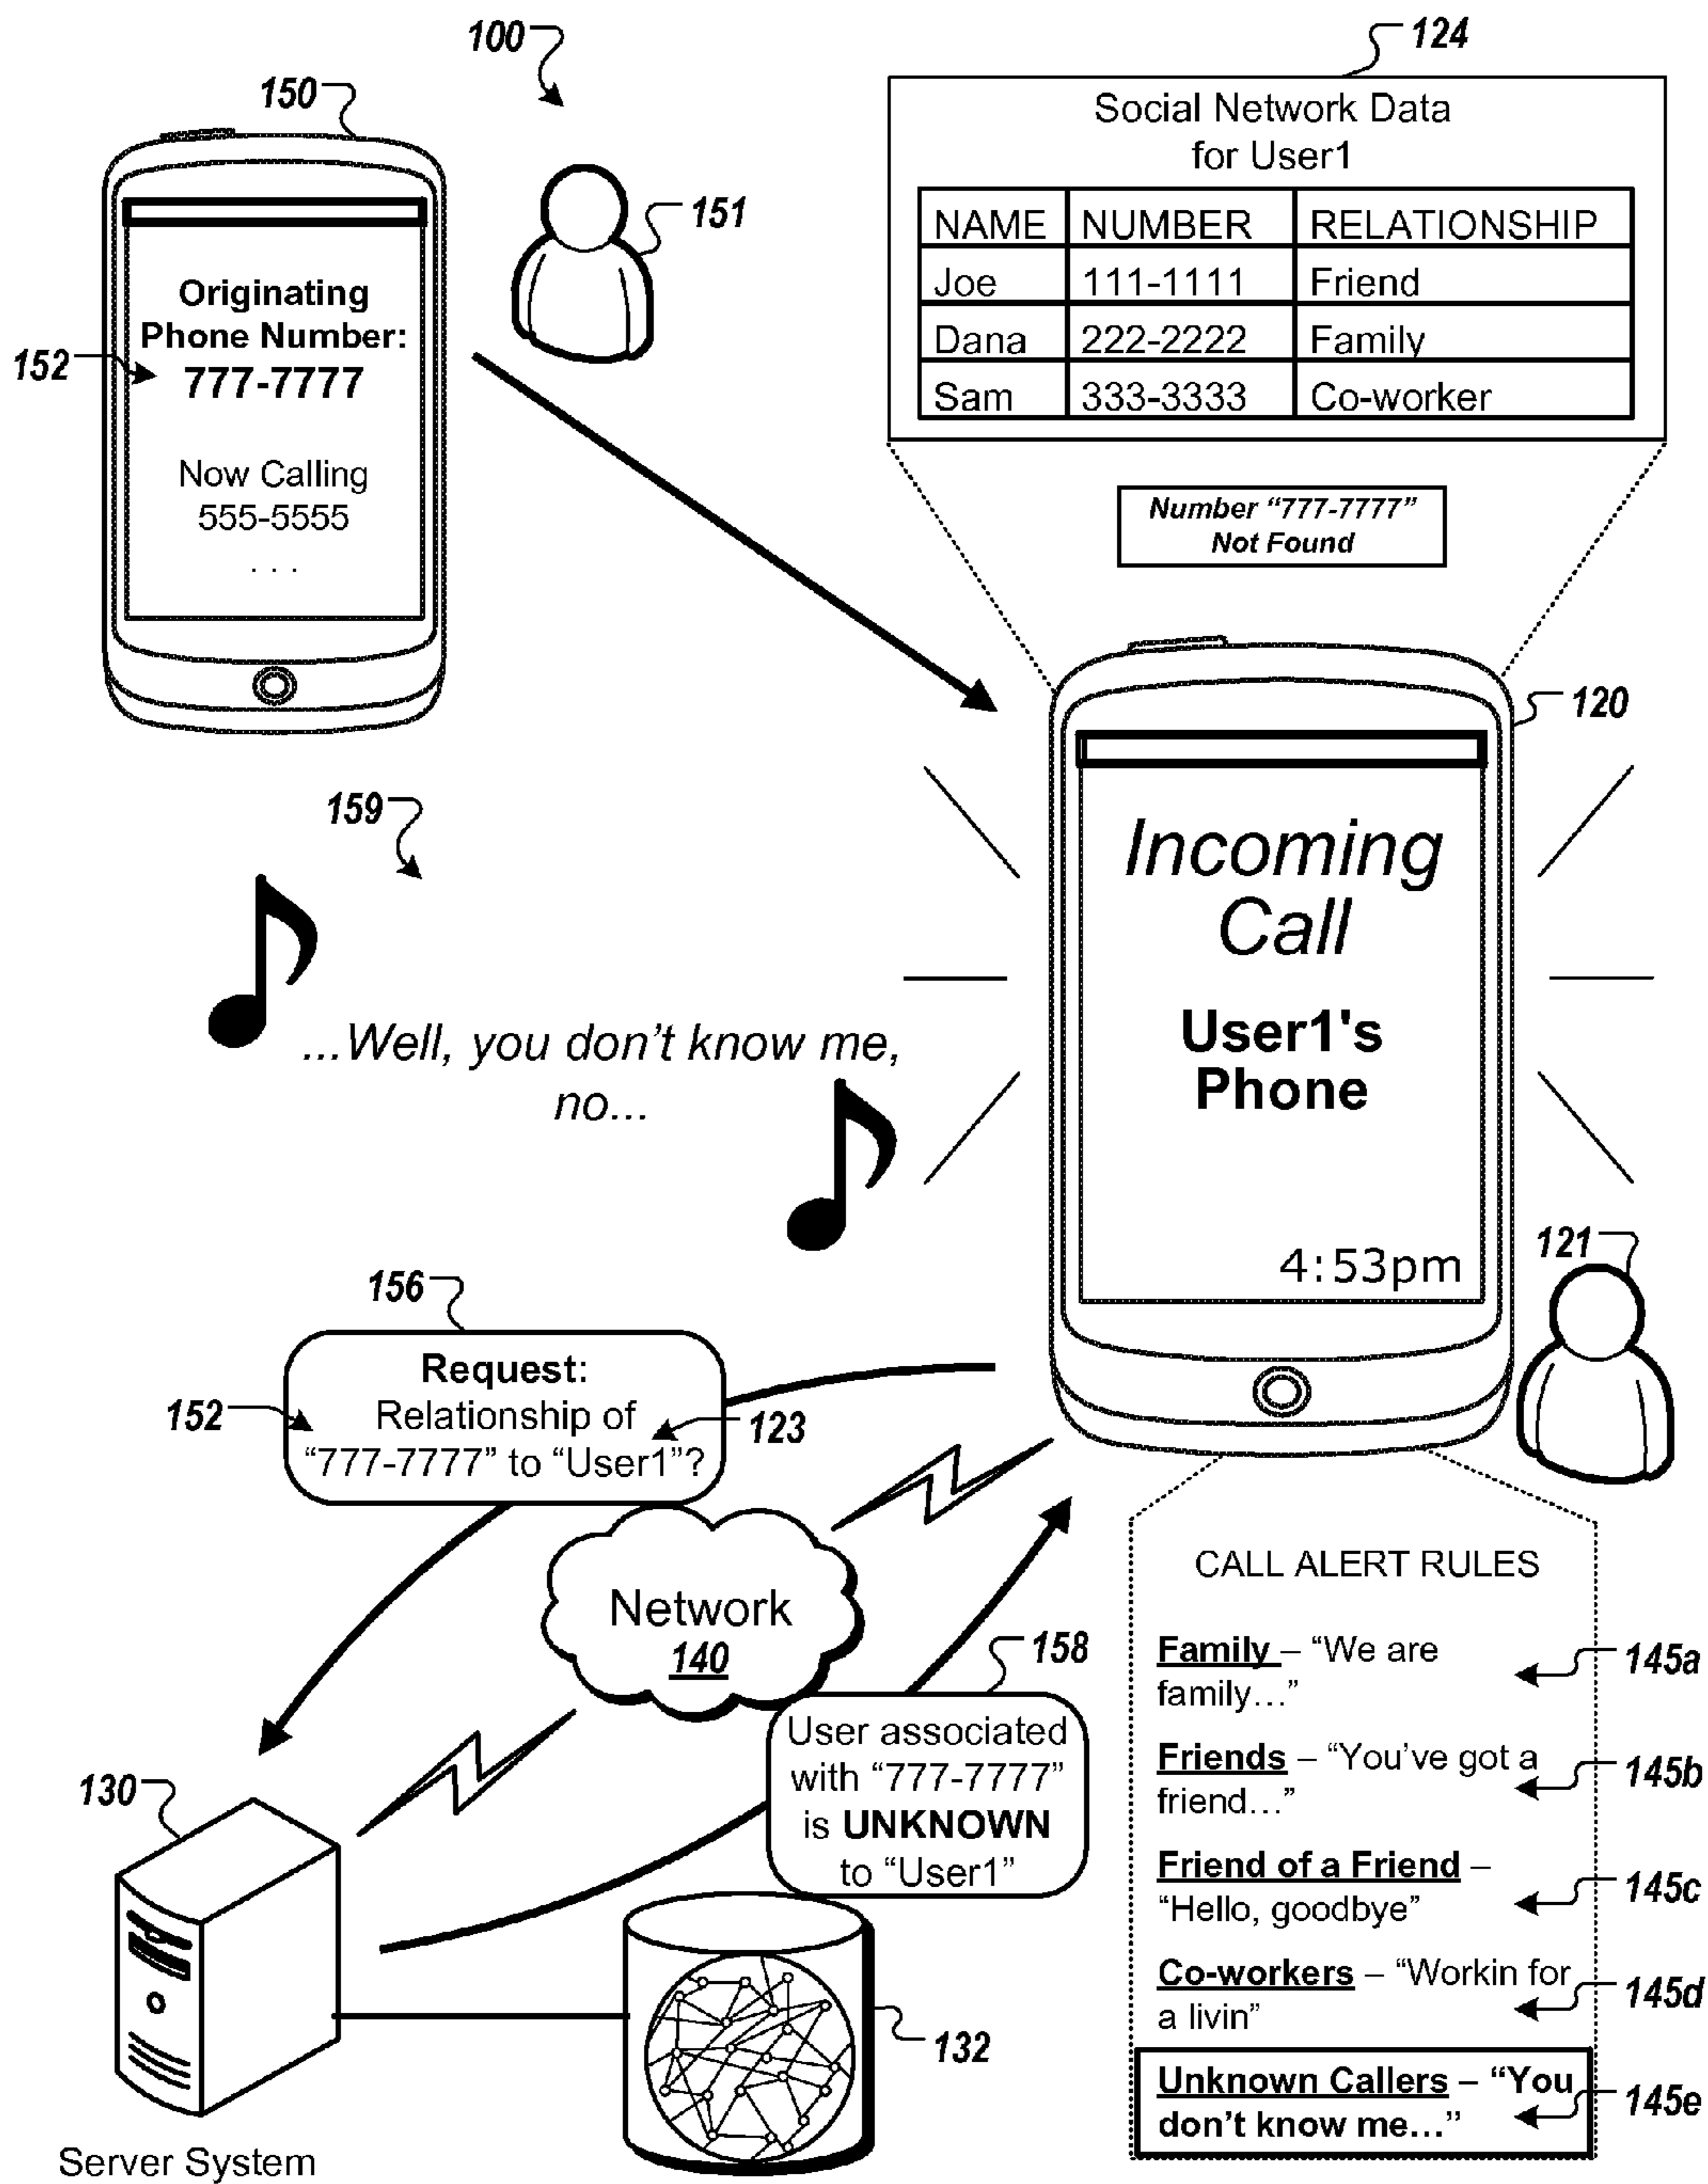 100
124
150
Social Network Data
for User1
NAME NUMBER RELATIONSHIP
Joe 111-1111 Friend
Dana 222-2222 Family
Sam 333-3333 Co-worker
151
Originating
Phone Number:
152
777-7777
Now Calling
555-5555
. . .
Number “777-7777”
Not Found
120
159
Incoming
Call
User1's
Phone
4:53pm
...Well, you don’t know me,
no...
121
156
Request:
Relationship of
“777-7777” to “User1”?
152
123
Network
140
158
User associated
with “777-7777”
is UNKNOWN
to “User1”
130
Server System
132
CALL ALERT RULES
Family – “We are
family…”
145a
Friends – “You’ve got a
friend…”
145b
Friend of a Friend –
“Hello, goodbye”
145c
Co-workers – “Workin for
a livin”
145d
Unknown Callers – “You
don’t know me…”
145e